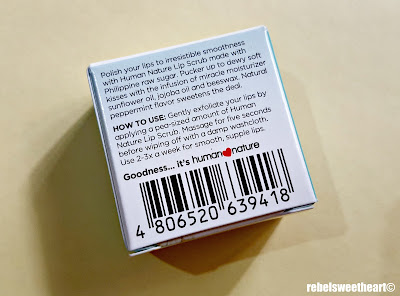 Polish your lips to irresistible smoothness
with Human Nature Lip Scrub made with
Philippine raw sugar. Pucker up to dewy soft
kisses with the infusion of miracle moisturizer
sunflower oil, jojoba oil and beeswax. Natural
peppermint flavor sweetens the deal.
HOW TO USE: Gently exfoliate your lips by
applying a pea-sized amount of Human
Nature Lip Scrub. Massage for five seconds
before wiping off with a damp washcloth.
Use 2-3x a week for smooth, supple lips.
Goodness... it's human nature
4 806520 639418
rebelsweetheart©